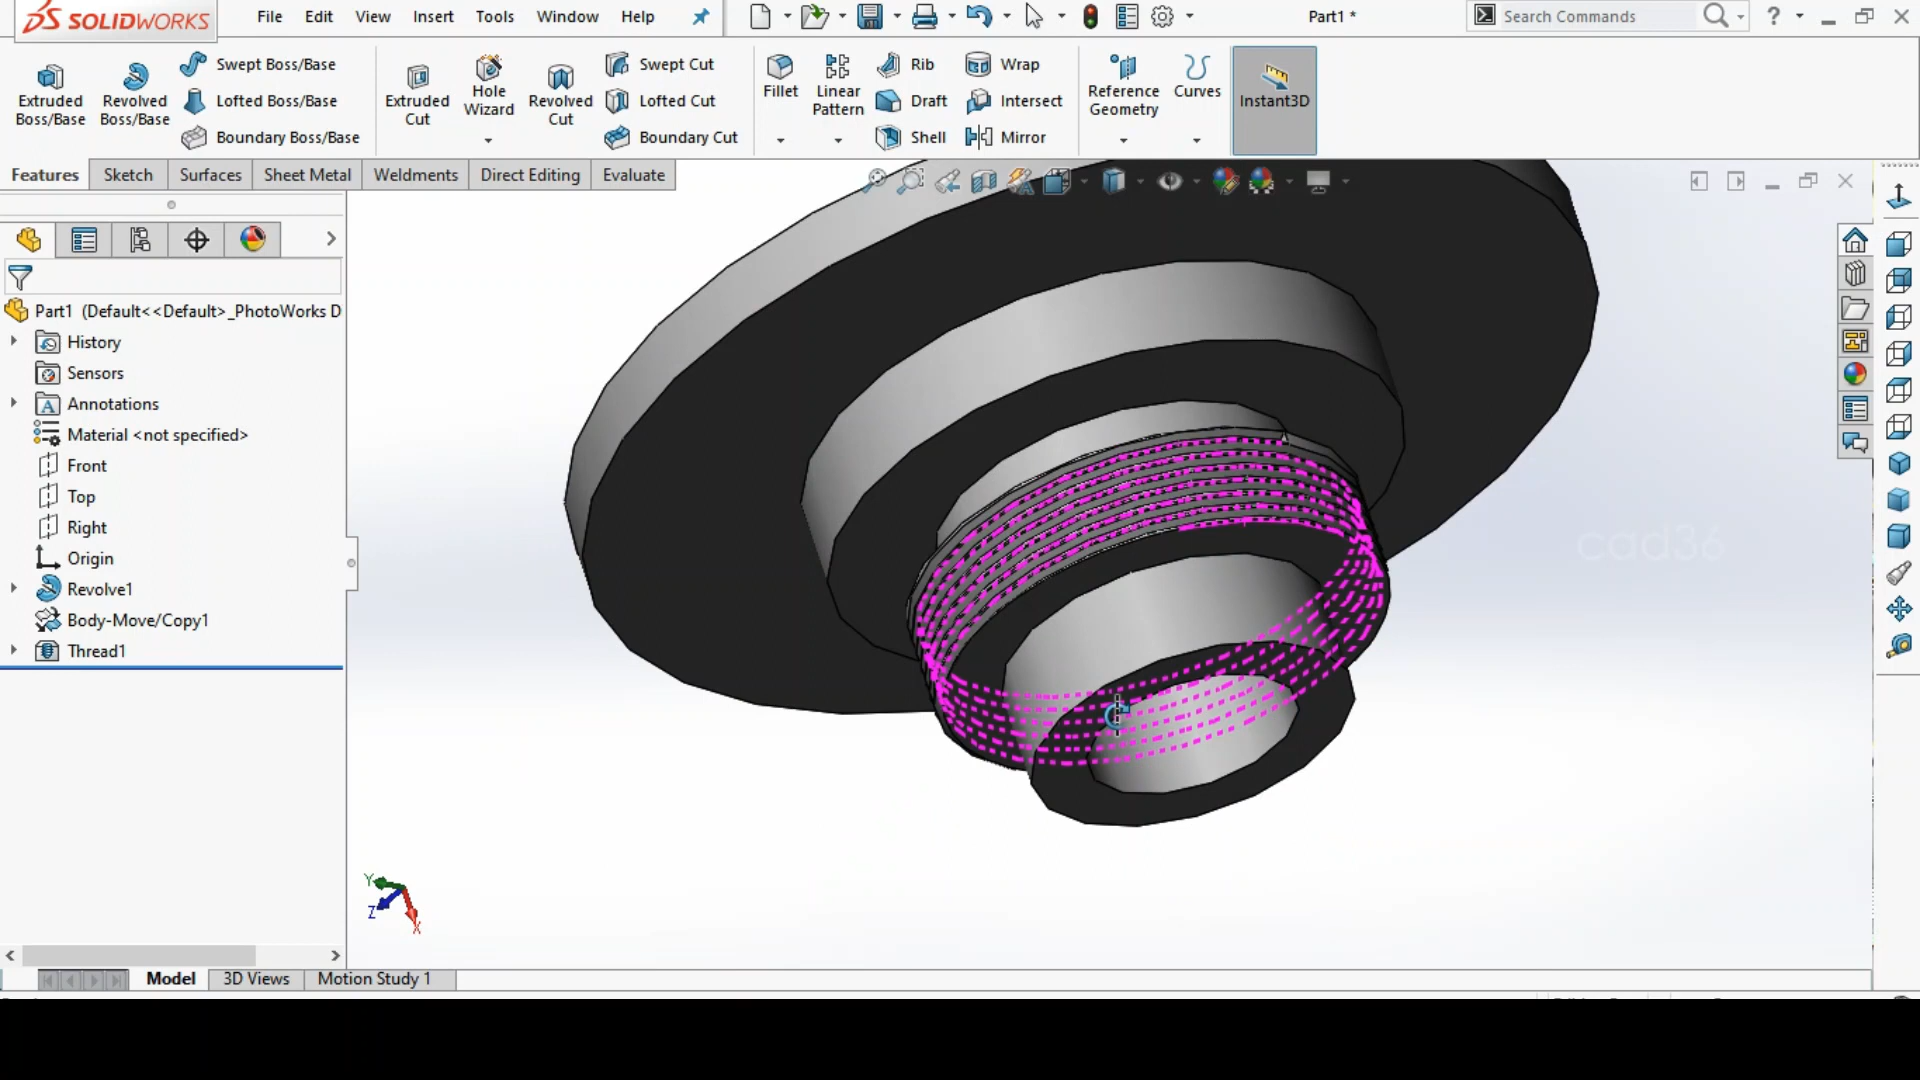 SOLIDWORKS File Edit View Insert Tools Window Help Part1 * Search Commands ?
Extruded Boss/Base
Revolved Boss/Base
Swept Boss/Base
Lofted Boss/Base
Boundary Boss/Base
Extruded Cut
Hole Wizard
Revolved Cut
Swept Cut
Lofted Cut
Boundary Cut
Fillet
Linear Pattern
Rib
Draft
Shell
Wrap
Intersect
Mirror
Reference Geometry
Curves
Instant3D
Features Sketch Surfaces Sheet Metal Weldments Direct Editing Evaluate
Part1 (Default<<Default>_PhotoWorks D
History
Sensors
Annotations
Material <not specified>
Front
Top
Right
Origin
Revolve1
Body-Move/Copy1
Thread1
cad36
Y
Z
X
Model 3D Views Motion Study 1